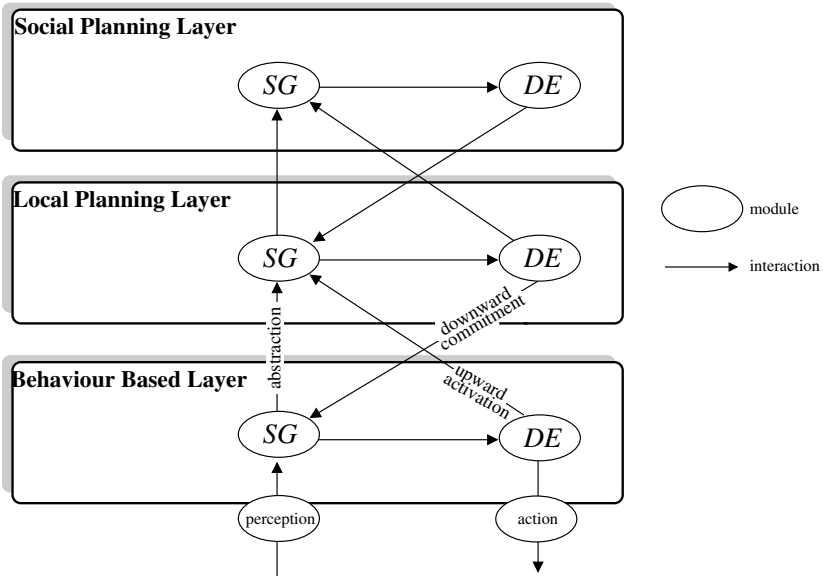 Social Planning Layer
SG
DE
Local Planning Layer
SG
DE
module
interaction
downward
commitment
abstraction
upward
activation
Behaviour Based Layer
SG
DE
perception
action